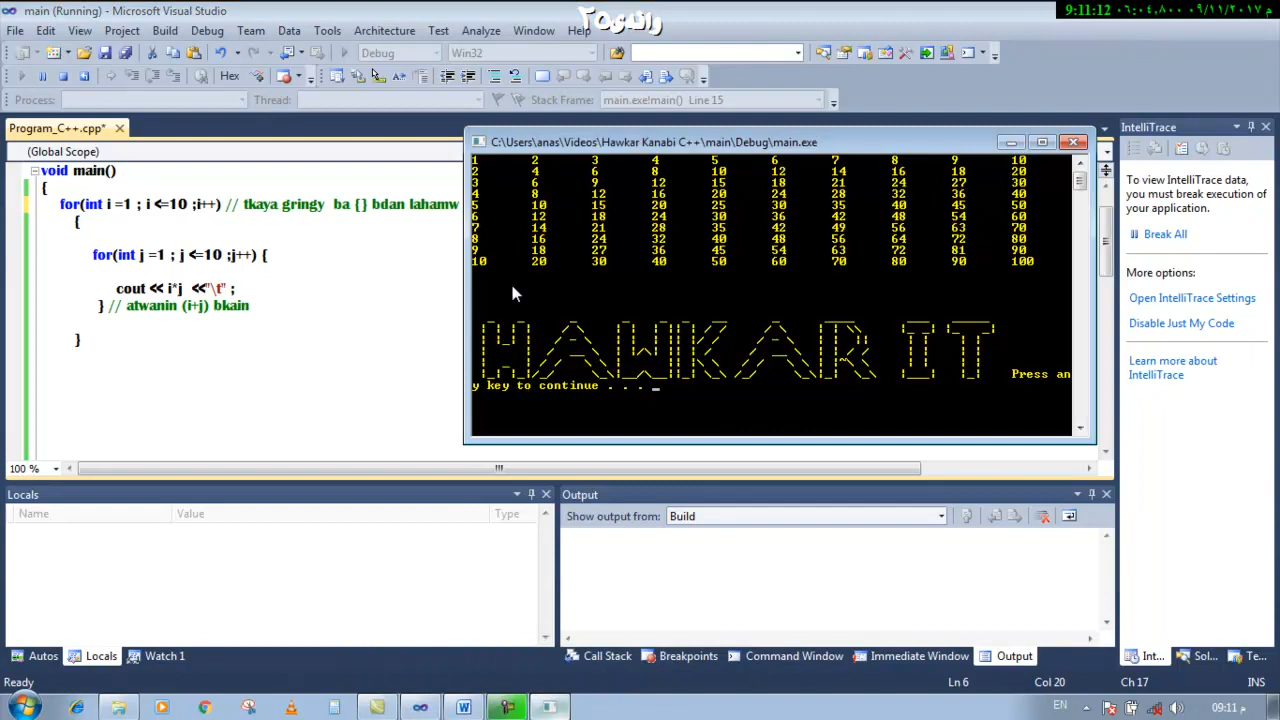 main (Running) - Microsoft Visual Studio
9:11:12 م ٠٦:٠٤,٨٠٠ ٠٩/١١/٢٠١٧
File Edit View Project Build Debug Team Data Tools Architecture Test Analyze Window Help
Debug Win32
Hex
Process: Thread: Stack Frame: main.exe!main() Line 15
Program_C++.cpp*
(Global Scope)
void main()
{
for(int i =1 ; i <=10 ;i++) // tkaya gringy ba {} bdan lahamw
{
for(int j =1 ; j <=10 ;j++) {
cout << i*j <<"\t" ;
} // atwanin (i+j) bkain
}
100 %
C:\Users\anas\Videos\Hawkar Kanabi C++\main\Debug\main.exe
1 2 3 4 5 6 7 8 9 10
2 4 6 8 10 12 14 16 18 20
3 6 9 12 15 18 21 24 27 30
4 8 12 16 20 24 28 32 36 40
5 10 15 20 25 30 35 40 45 50
6 12 18 24 30 36 42 48 54 60
7 14 21 28 35 42 49 56 63 70
8 16 24 32 40 48 56 64 72 80
9 18 27 36 45 54 63 72 81 90
10 20 30 40 50 60 70 80 90 100
HAWKAR IT
Press an
y key to continue . . . _
IntelliTrace
To view IntelliTrace data,
you must break execution of
your application.
Break All
More options:
Open IntelliTrace Settings
Disable Just My Code
Learn more about
IntelliTrace
Locals
Name Value Type
Output
Show output from: Build
Autos Locals Watch 1
Call Stack Breakpoints Command Window Immediate Window Output
Int... Sol... Te...
Ready Ln 6 Col 20 Ch 17 INS
EN 09:11 م